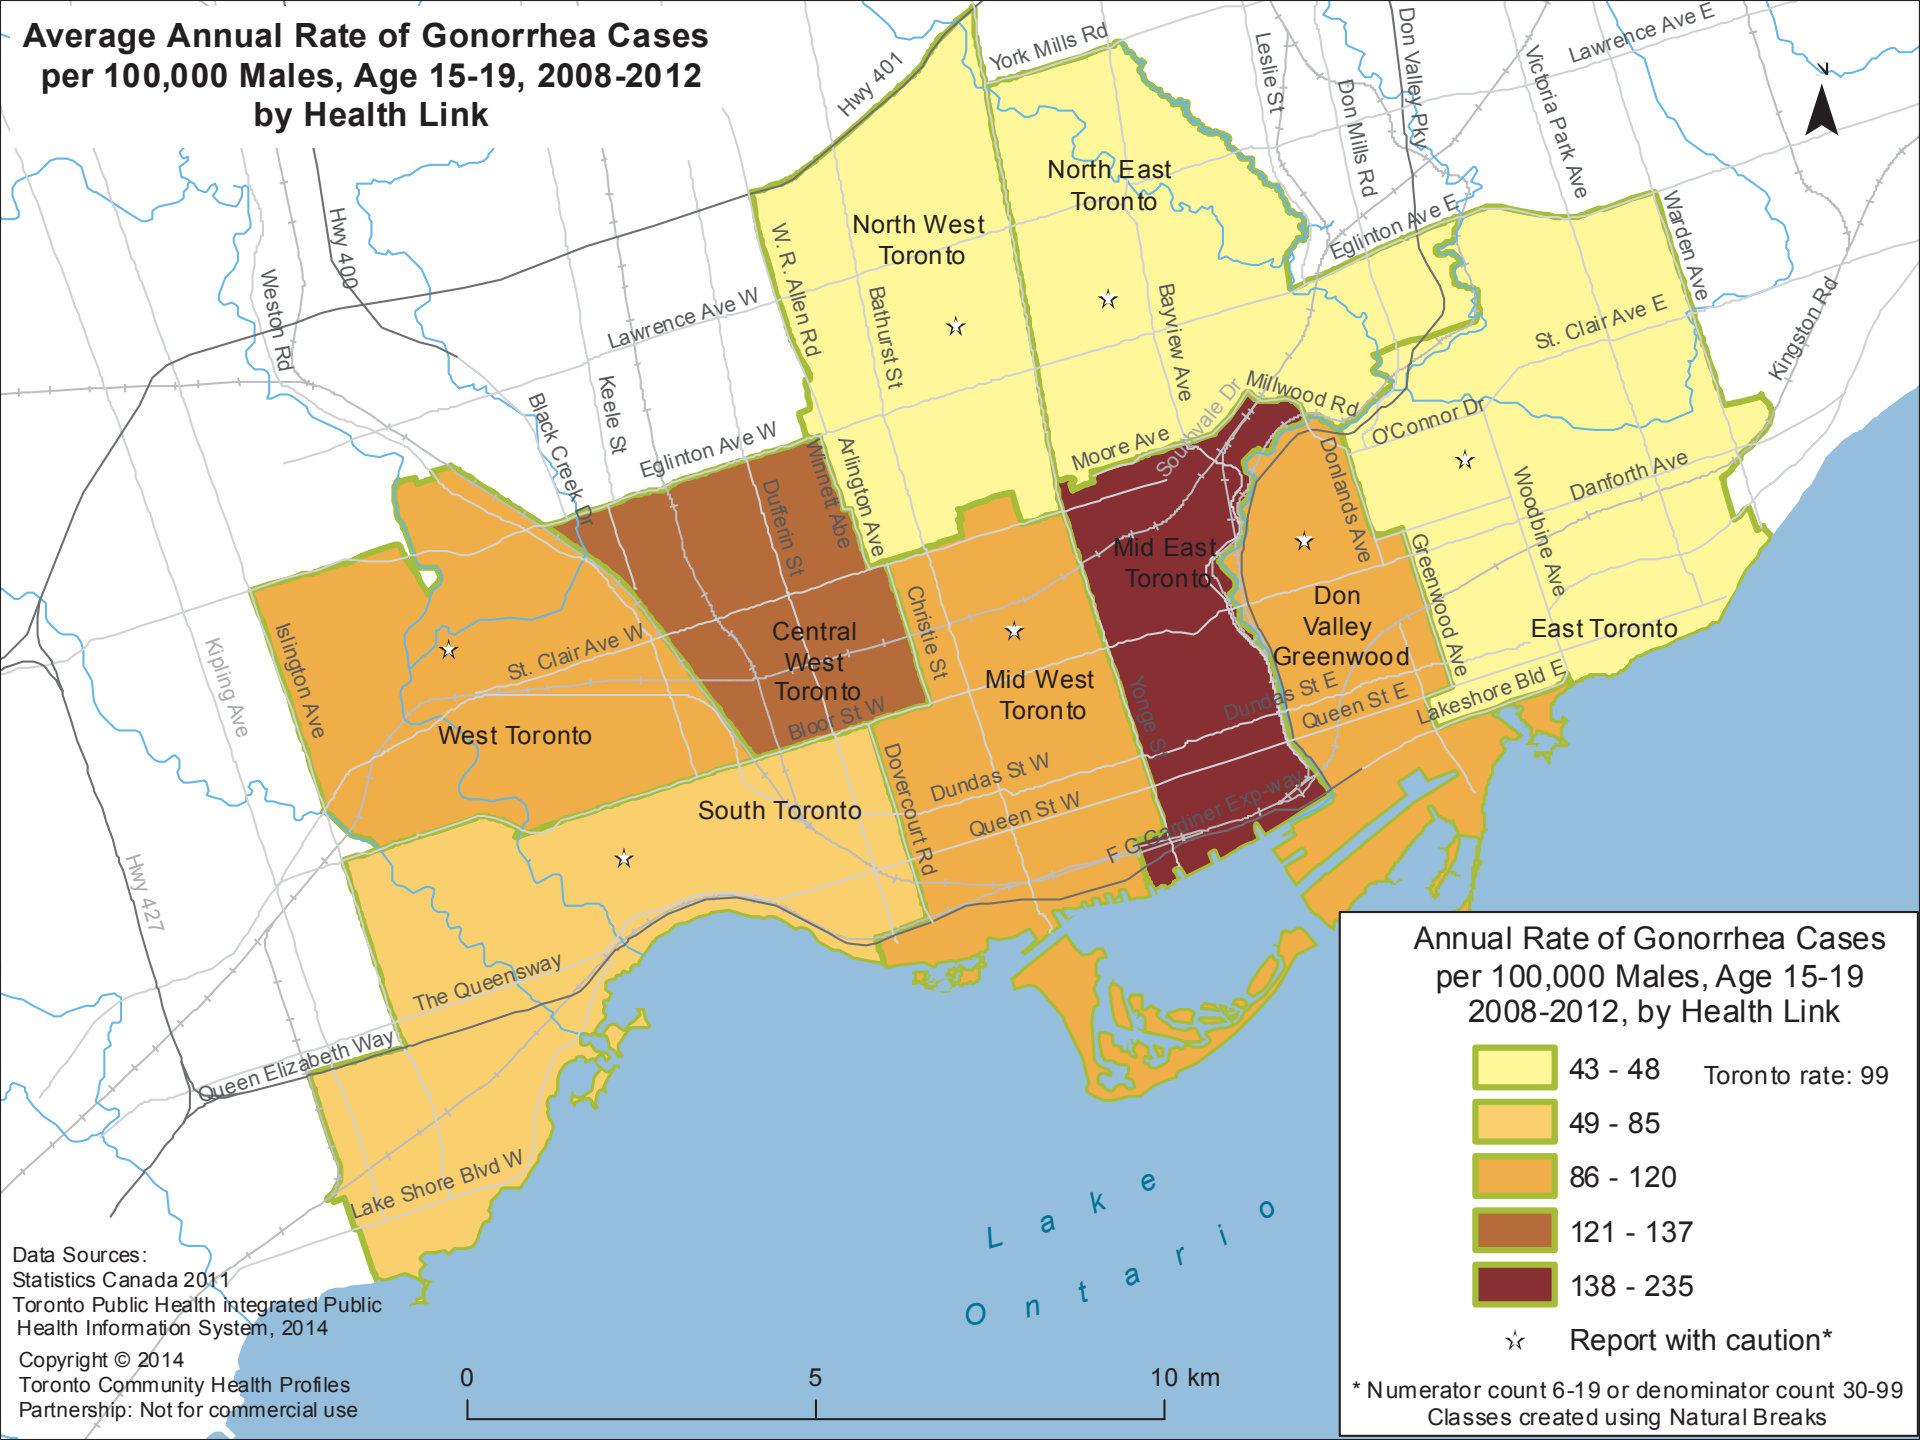 Average Annual Rate of Gonorrhea Cases
per 100,000 Males, Age 15-19, 2008-2012
by Health Link
Hwy 401
York Mills Rd
Leslie St
Don Mills Rd
Don Valley Pky
Victoria Park Ave
Lawrence Ave E
N
North East
Toronto
North West
Toronto
W. R. Allen Rd
Bathurst St
Bayview Ave
Eglinton Ave E
Warden Ave
Kingston Rd
St. Clair Ave E
Hwy 400
Weston Rd
Lawrence Ave W
Black Creek Dr
Keele St
Eglinton Ave W
Dufferin St
Winnett Abe
Arlington Ave
Moore Ave
Southvale Dr
Millwood Rd
O'Connor Dr
Donlands Ave
Danforth Ave
Woodbine Ave
Greenwood Ave
Mid East
Toronto
Don
Valley
Greenwood
East Toronto
Lakeshore Bld E
Kipling Ave
Islington Ave
St. Clair Ave W
Central
West
Toronto
Bloor St W
Christie St
Mid West
Toronto
Yonge St
Dundas St E
Queen St E
West Toronto
South Toronto
Dovercourt Rd
Dundas St W
Queen St W
F G Gardiner Exp-way
Hwy 427
The Queensway
Queen Elizabeth Way
Lake Shore Blvd W
Lake
Ontario
Annual Rate of Gonorrhea Cases
per 100,000 Males, Age 15-19
2008-2012, by Health Link
43 - 48
Toronto rate: 99
49 - 85
86 - 120
121 - 137
138 - 235
Report with caution*
* Numerator count 6-19 or denominator count 30-99
Classes created using Natural Breaks
Data Sources:
Statistics Canada 2011
Toronto Public Health integrated Public
Health Information System, 2014
Copyright © 2014
Toronto Community Health Profiles
Partnership: Not for commercial use
0 5 10 km